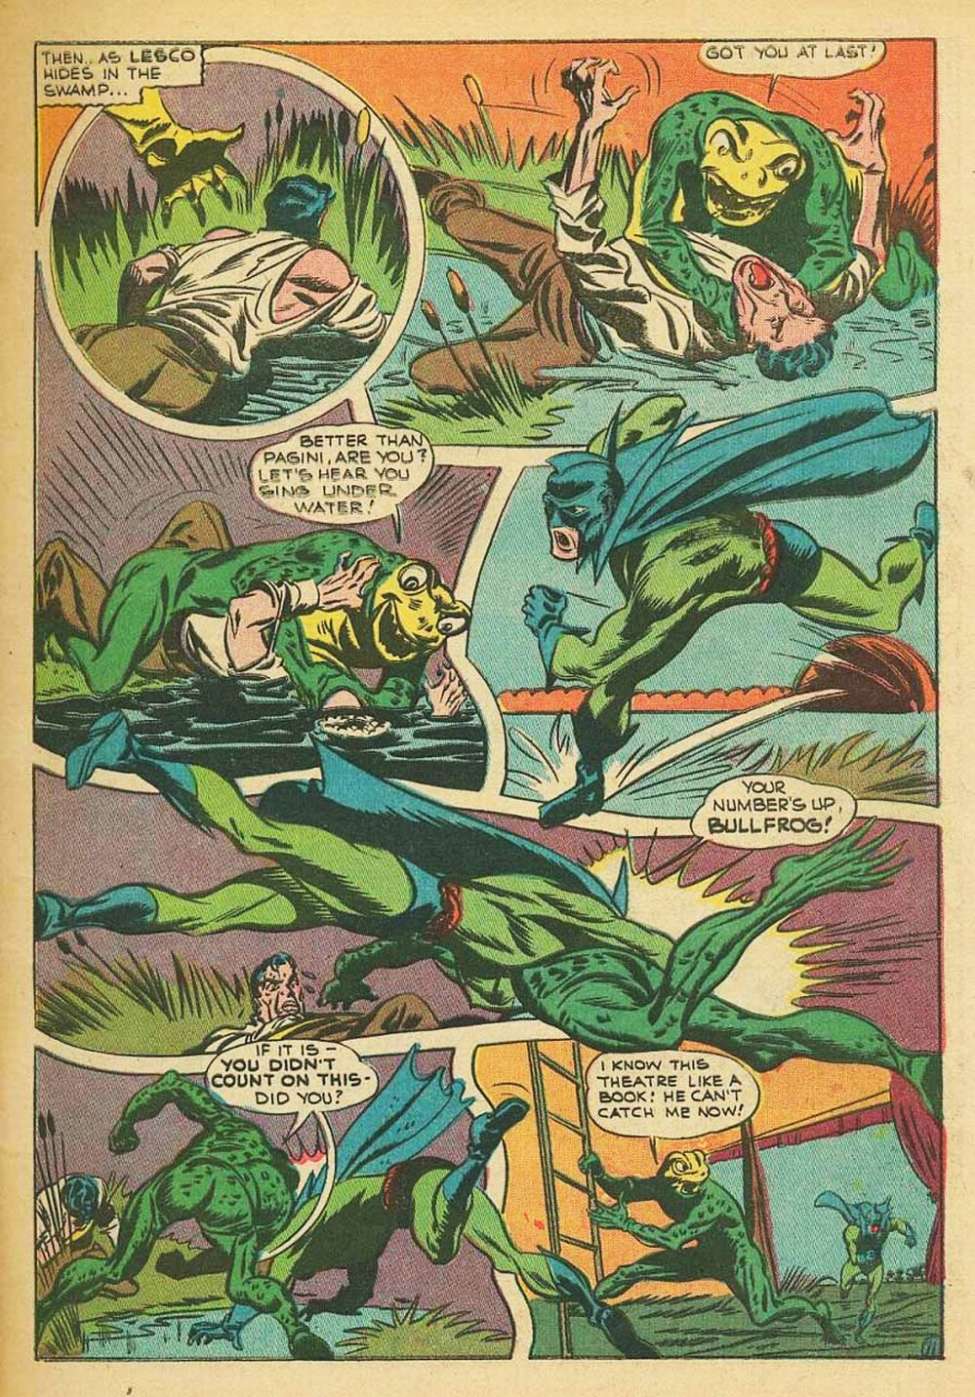 THEN.. AS LESCO
HIDES IN THE
SWAMP...
GOT YOU AT LAST!
BETTER THAN
PAGINI, ARE YOU?
LET'S HEAR YOU
SING UNDER
WATER!
YOUR
NUMBER'S UP,
BULLFROG!
IF IT IS -
YOU DIDN'T
COUNT ON THIS-
DID YOU?
I KNOW THIS
THEATRE LIKE A
BOOK! HE CAN'T
CATCH ME NOW!